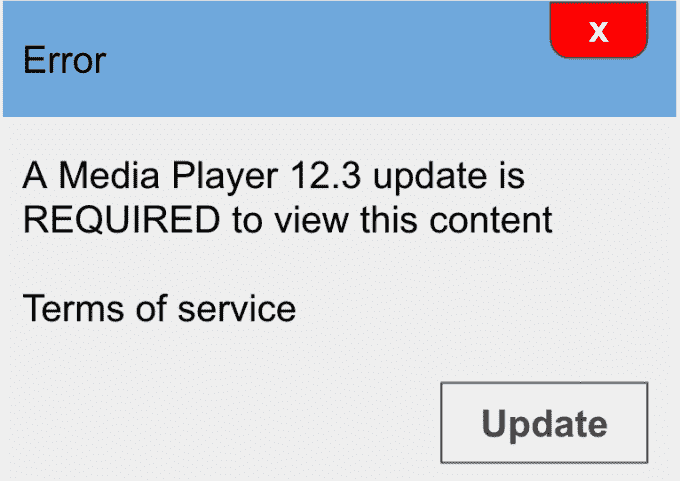 Error
x
A Media Player 12.3 update is
REQUIRED to view this content
Terms of service
Update